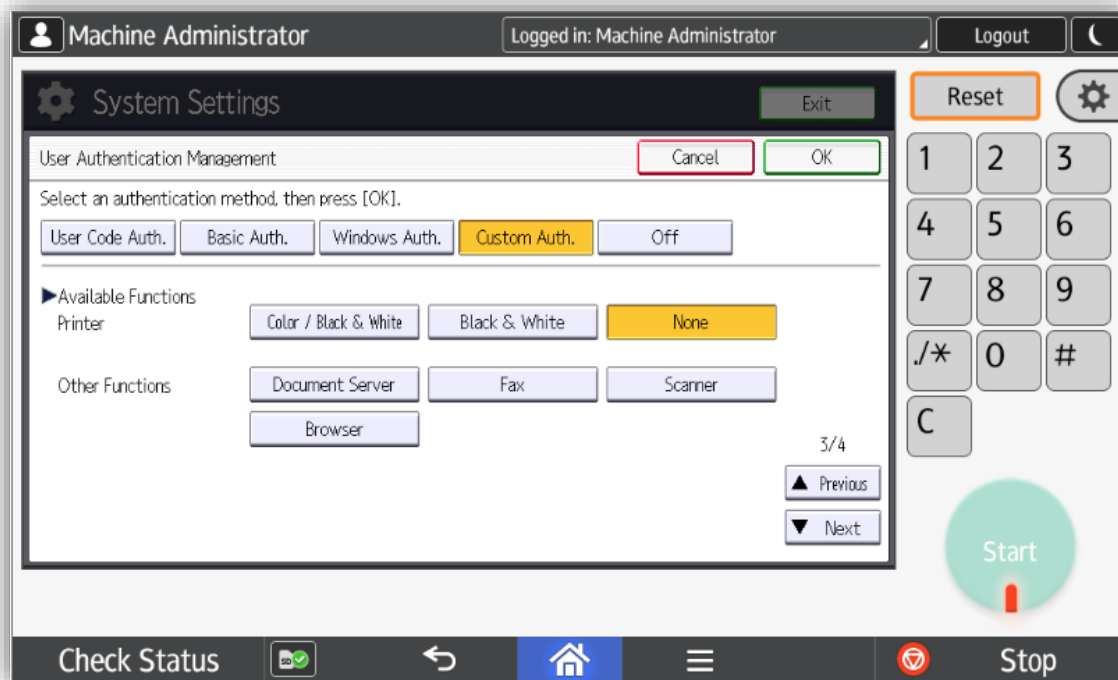 Machine Administrator Logged in: Machine Administrator Logout
System Settings Exit Reset
User Authentication Management Cancel OK 1 2 3
Select an authentication method, then press [OK].
User Code Auth. Basic Auth. Windows Auth. Custom Auth. Off 4 5 6
▶Available Functions 7 8 9
Printer Color / Black & White Black & White None
./* 0 #
Other Functions Document Server Fax Scanner
Browser C
3/4
▲ Previous
▼ Next
Start
Check Status SD Stop